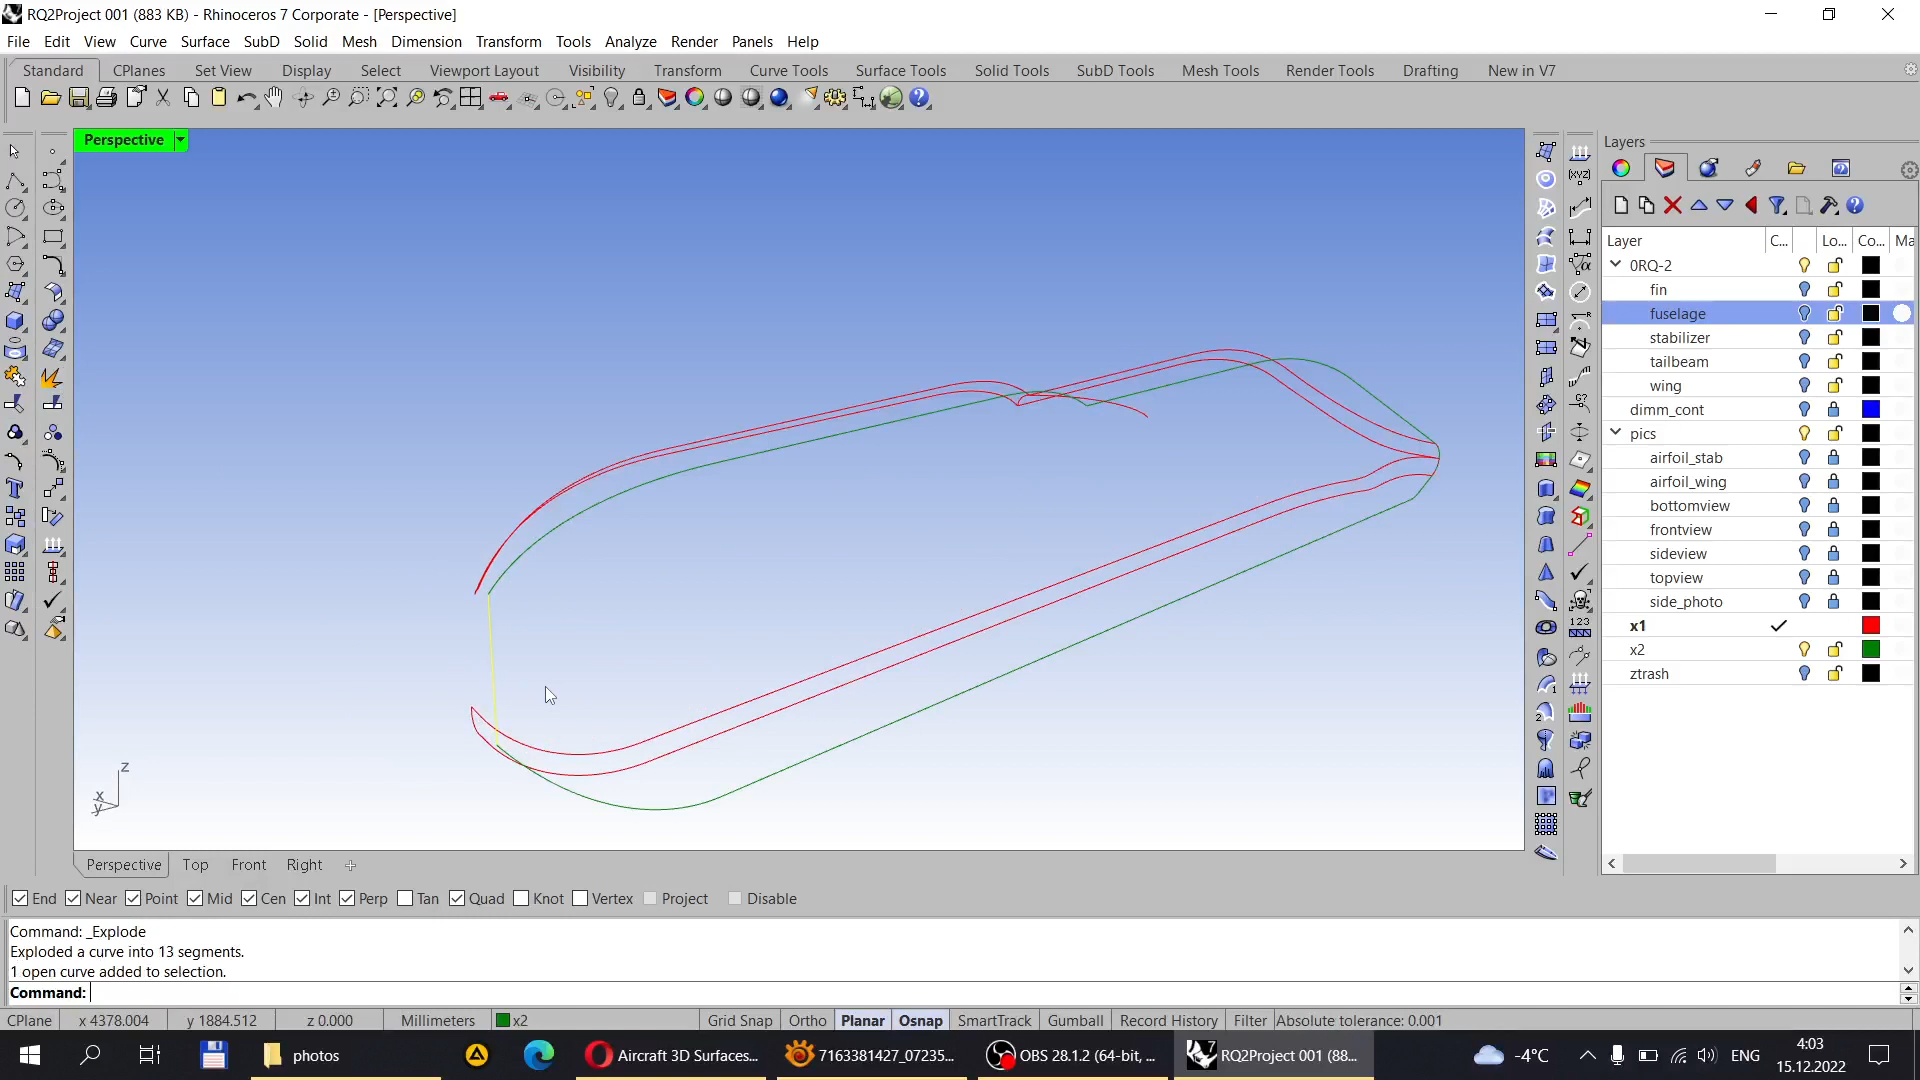 RQ2Project 001 (883 KB) - Rhinoceros 7 Corporate - [Perspective]
File Edit View Curve Surface SubD Solid Mesh Dimension Transform Tools Analyze Render Panels Help
Standard CPlanes Set View Display Select Viewport Layout Visibility Transform Curve Tools Surface Tools Solid Tools SubD Tools Mesh Tools Render Tools Drafting New in V7
Perspective
Layers
Layer C... Lo... Co... Ma
0RQ-2
fin
fuselage
stabilizer
tailbeam
wing
dimm_cont
pics
airfoil_stab
airfoil_wing
bottomview
frontview
sideview
topview
side_photo
x1
x2
ztrash
z
x
y
Perspective Top Front Right
End Near Point Mid Cen Int Perp Tan Quad Knot Vertex Project Disable
Command: _Explode
Exploded a curve into 13 segments.
1 open curve added to selection.
Command:
CPlane x 4378.004 y 1884.512 z 0.000 Millimeters x2 Grid Snap Ortho Planar Osnap SmartTrack Gumball Record History Filter Absolute tolerance: 0.001
photos Aircraft 3D Surfaces... 7163381427_07235... OBS 28.1.2 (64-bit, ... RQ2Project 001 (88... -4°C ENG 4:03
15.12.2022